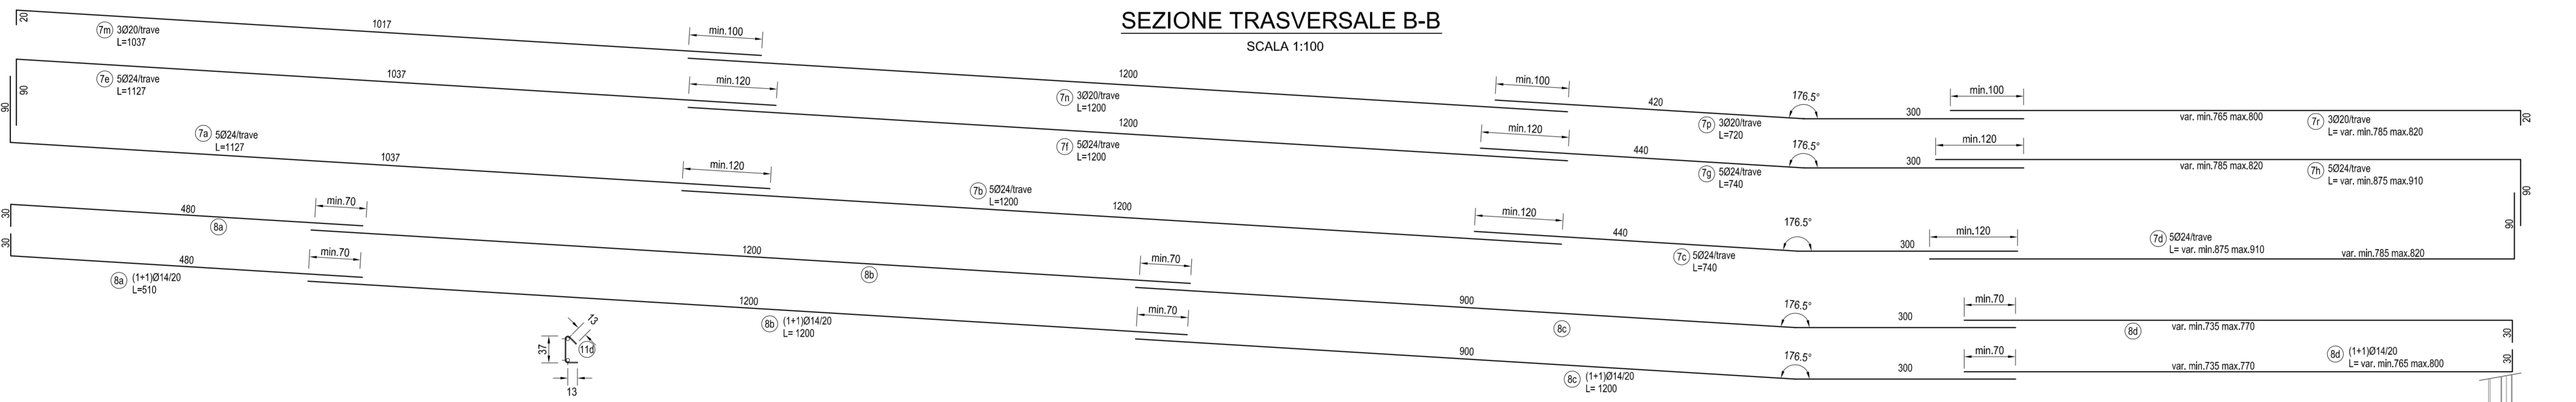 SEZIONE TRASVERSALE B-B
SCALA 1:100
20
7m 3Ø20/trave
L=1037
1017
min.100
7n 3Ø20/trave
L=1200
1200
min.100
420
176.5°
7p 3Ø20/trave
L=720
300
min.100
var. min.765 max.800
7r 3Ø20/trave
L= var. min.785 max.820
20
90
7e 5Ø24/trave
L=1127
1037
min.120
1200
7f 5Ø24/trave
L=1200
min.120
440
176.5°
7g 5Ø24/trave
L=740
300
min.120
var. min.785 max.820
7h 5Ø24/trave
L= var. min.875 max.910
90
90
7a 5Ø24/trave
L=1127
1037
min.120
7b 5Ø24/trave
L=1200
1200
min.120
440
176.5°
7c 5Ø24/trave
L=740
300
min.120
7d 5Ø24/trave
L= var. min.875 max.910
var. min.785 max.820
90
30
480
8a
min.70
1200
8b
min.70
900
8c
176.5°
300
min.70
8d
var. min.735 max.770
30
30
480
8a (1+1)Ø14/20
L=510
min.70
1200
8b (1+1)Ø14/20
L= 1200
min.70
900
8c (1+1)Ø14/20
L= 1200
176.5°
300
min.70
var. min.735 max.770
8d (1+1)Ø14/20
L= var. min.765 max.800
30
13
37
11d
13